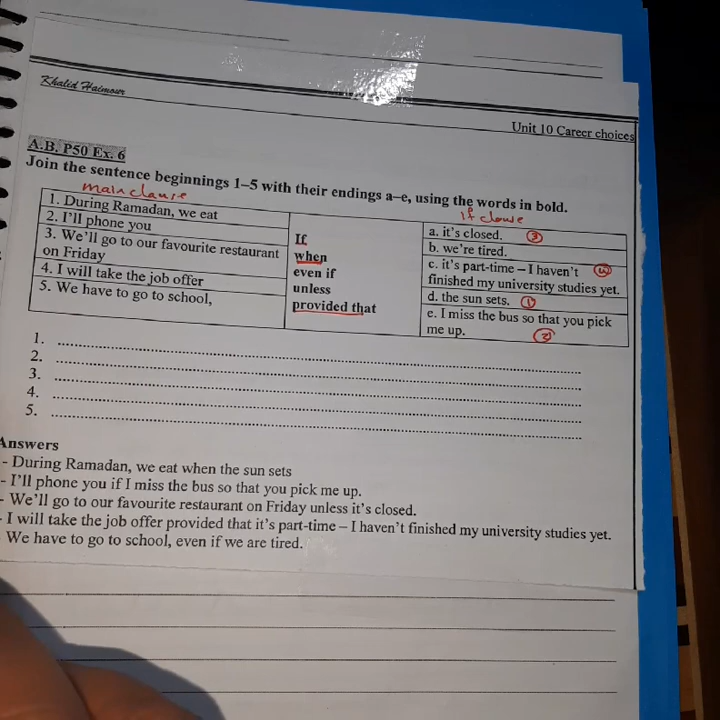 Khalid Haimour
Unit 10 Career choices
A.B. P50 Ex. 6
Join the sentence beginnings 1–5 with their endings a–e, using the words in bold.
main clause
if clause
1. During Ramadan, we eat
2. I'll phone you
3. We'll go to our favourite restaurant
on Friday
4. I will take the job offer
5. We have to go to school,
If
when
even if
unless
provided that
a. it's closed. 3
b. we're tired.
c. it's part-time – I haven't 4
finished my university studies yet.
d. the sun sets. 1
e. I miss the bus so that you pick
me up. 2
1. ........................................
2. ........................................
3. ........................................
4. ........................................
5. ........................................
Answers
- During Ramadan, we eat when the sun sets
- I'll phone you if I miss the bus so that you pick me up.
- We'll go to our favourite restaurant on Friday unless it's closed.
- I will take the job offer provided that it's part-time – I haven't finished my university studies yet.
We have to go to school, even if we are tired.